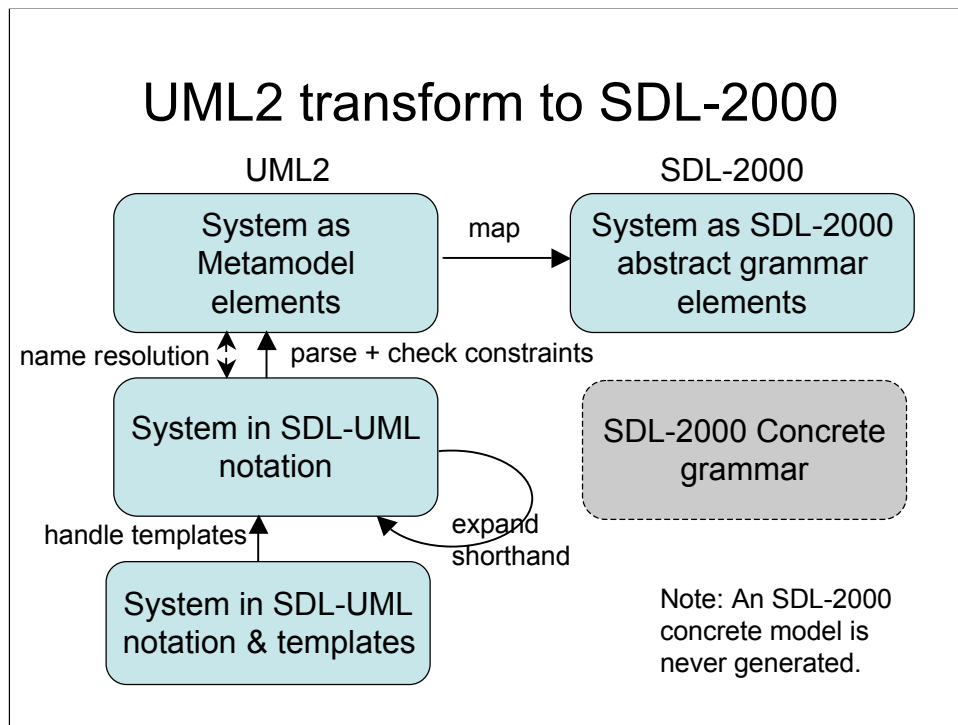 UML2 transform to SDL-2000
UML2
SDL-2000
System as
Metamodel
elements
map
System as SDL-2000
abstract grammar
elements
name resolution
parse + check constraints
System in SDL-UML
notation
SDL-2000 Concrete
grammar
handle templates
expand
shorthand
System in SDL-UML
notation & templates
Note: An SDL-2000
concrete model is
never generated.